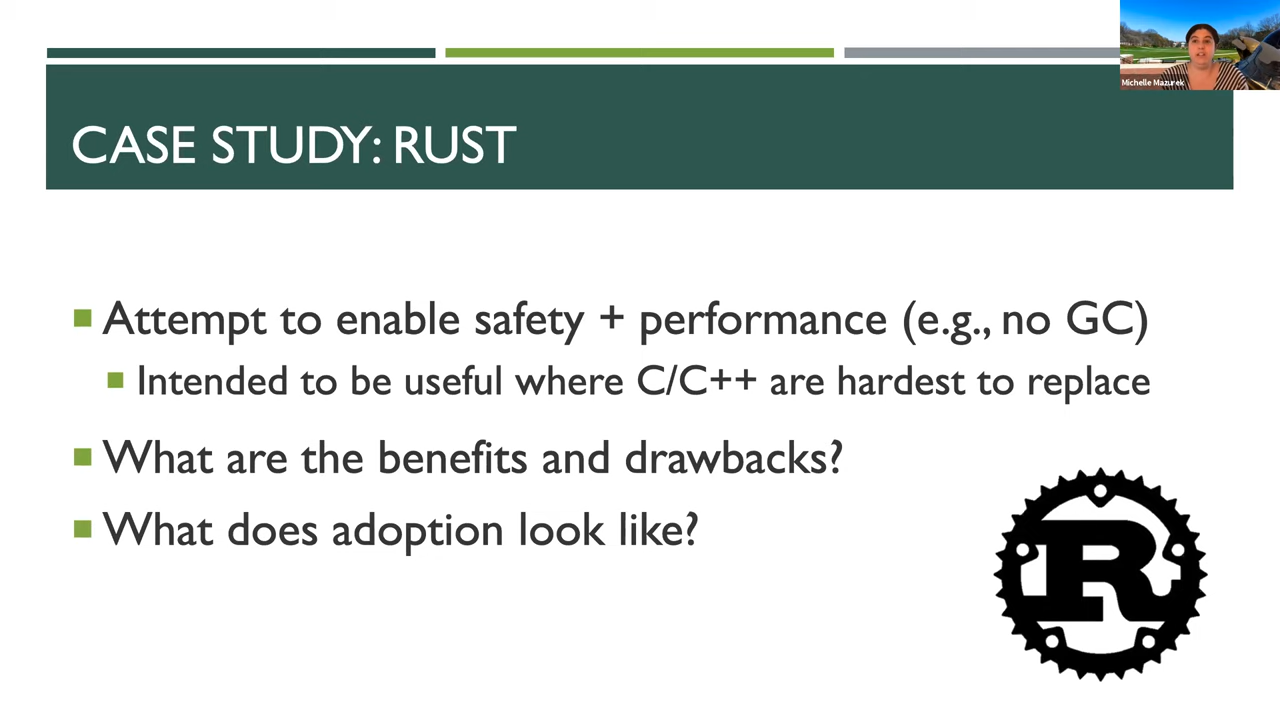 Michelle Mazurek
CASE STUDY: RUST
Attempt to enable safety + performance (e.g., no GC)
Intended to be useful where C/C++ are hardest to replace
What are the benefits and drawbacks?
What does adoption look like?
R